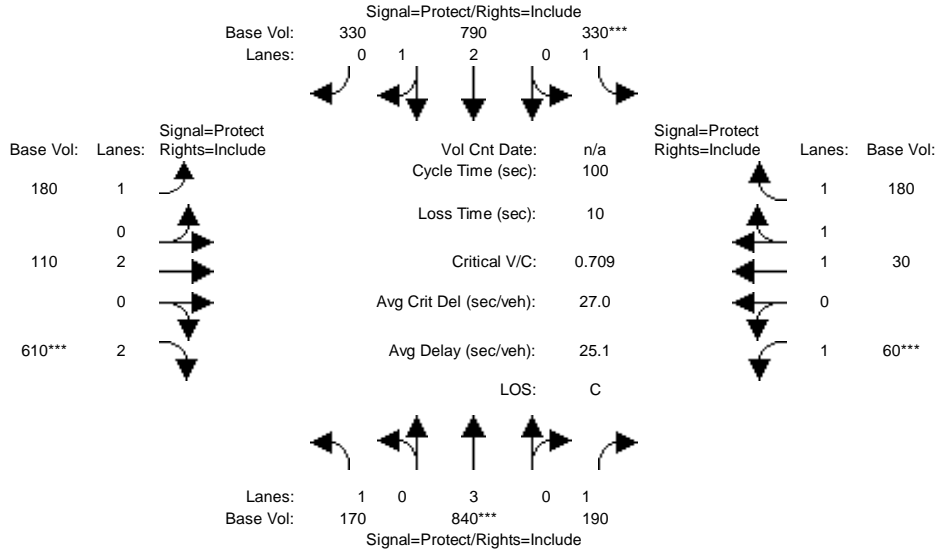 Signal=Protect/Rights=Include
Base Vol: 330 790 330***
Lanes: 0 1 2 0 1
Signal=Protect
Base Vol: Lanes: Rights=Include
Vol Cnt Date: n/a
Signal=Protect
Rights=Include Lanes: Base Vol:
Cycle Time (sec): 100
180 1 1 180
Loss Time (sec): 10
0 1
110 2 Critical V/C: 0.709 1 30
0 Avg Crit Del (sec/veh): 27.0 0
610*** 2 Avg Delay (sec/veh): 25.1 1 60***
LOS: C
Lanes: 1 0 3 0 1
Base Vol: 170 840*** 190
Signal=Protect/Rights=Include